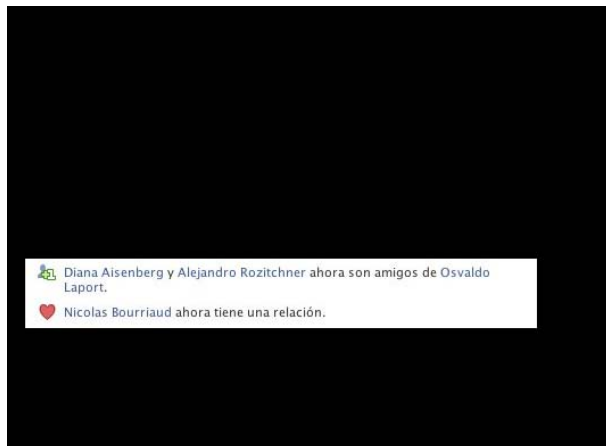 Diana Aisenberg y Alejandro Rozitchner ahora son amigos de Osvaldo
Laport.
Nicolas Bourriaud ahora tiene una relación.